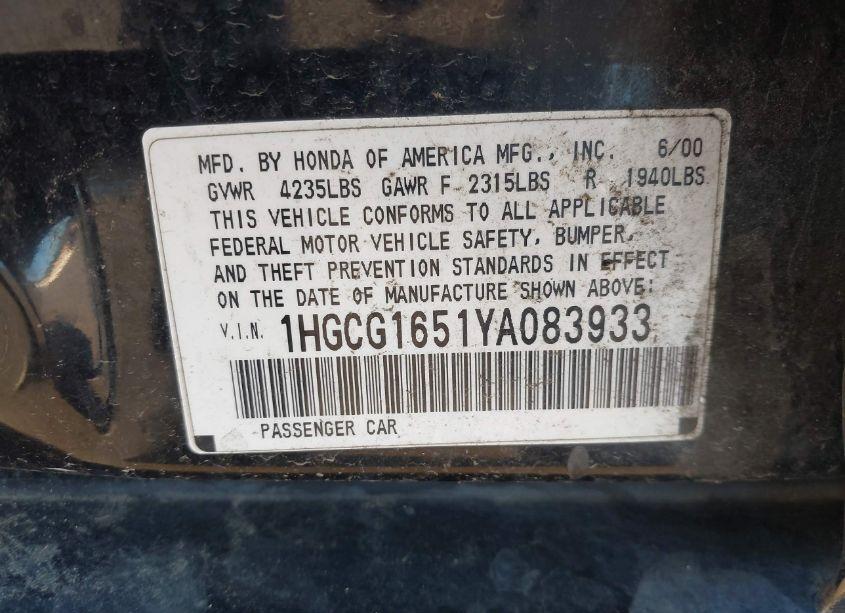 MFD. BY HONDA OF AMERICA MFG., INC. 6/00
GVWR 4235LBS GAWR F 2315LBS R 1940LBS
THIS VEHICLE CONFORMS TO ALL APPLICABLE
FEDERAL MOTOR VEHICLE SAFETY, BUMPER,
AND THEFT PREVENTION STANDARDS IN EFFECT
ON THE DATE OF MANUFACTURE SHOWN ABOVE:
V.I.N. 1HGCG1651YA083933
PASSENGER CAR